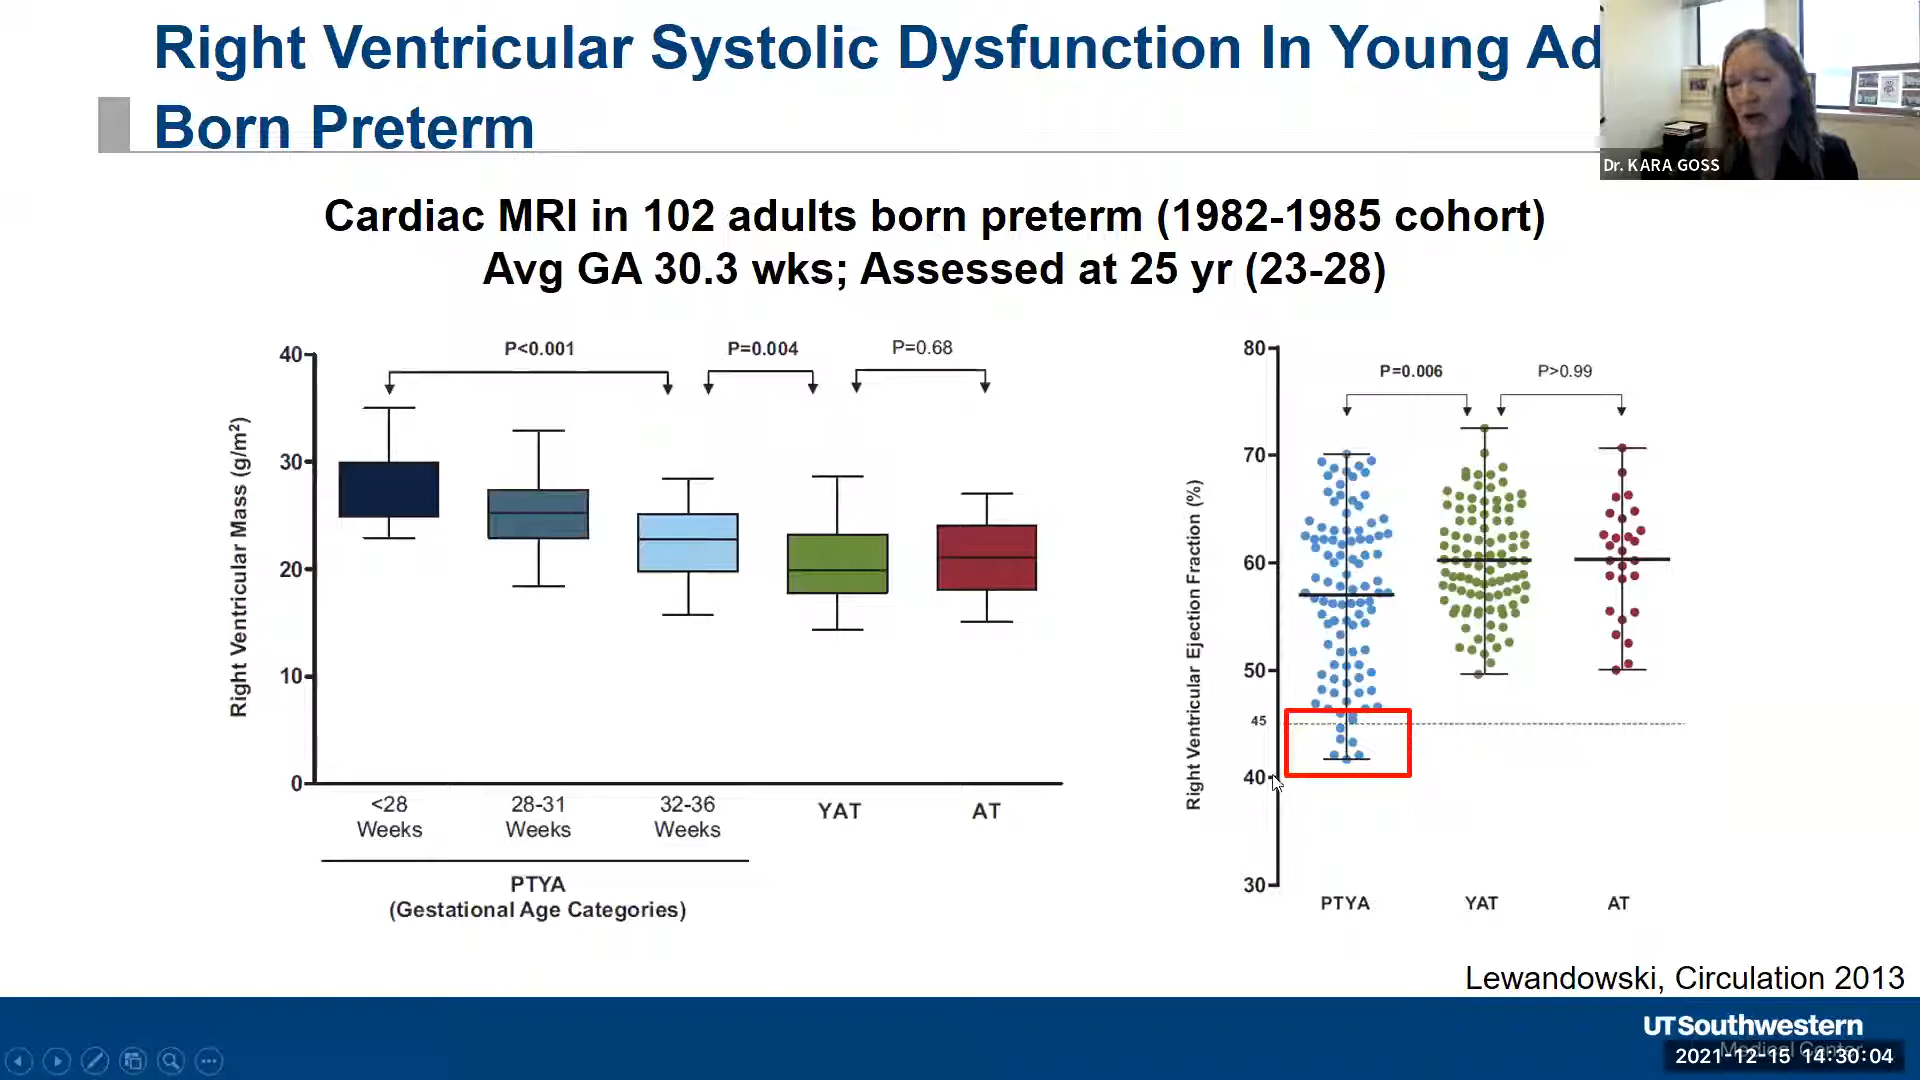 Right Ventricular Systolic Dysfunction In Young Ad
Born Preterm
Dr. KARA GOSS
Cardiac MRI in 102 adults born preterm (1982-1985 cohort)
Avg GA 30.3 wks; Assessed at 25 yr (23-28)
P<0.001
P=0.004
P=0.68
Right Ventricular Mass (g/m²)
40
30
20
10
0
<28
Weeks
28-31
Weeks
32-36
Weeks
YAT
AT
PTYA
(Gestational Age Categories)
P=0.006
P>0.99
Right Ventricular Ejection Fraction (%)
80
70
60
50
45
40
30
PTYA
YAT
AT
Lewandowski, Circulation 2013
UTSouthwestern
Medical Center
2021-12-15 14:30:04